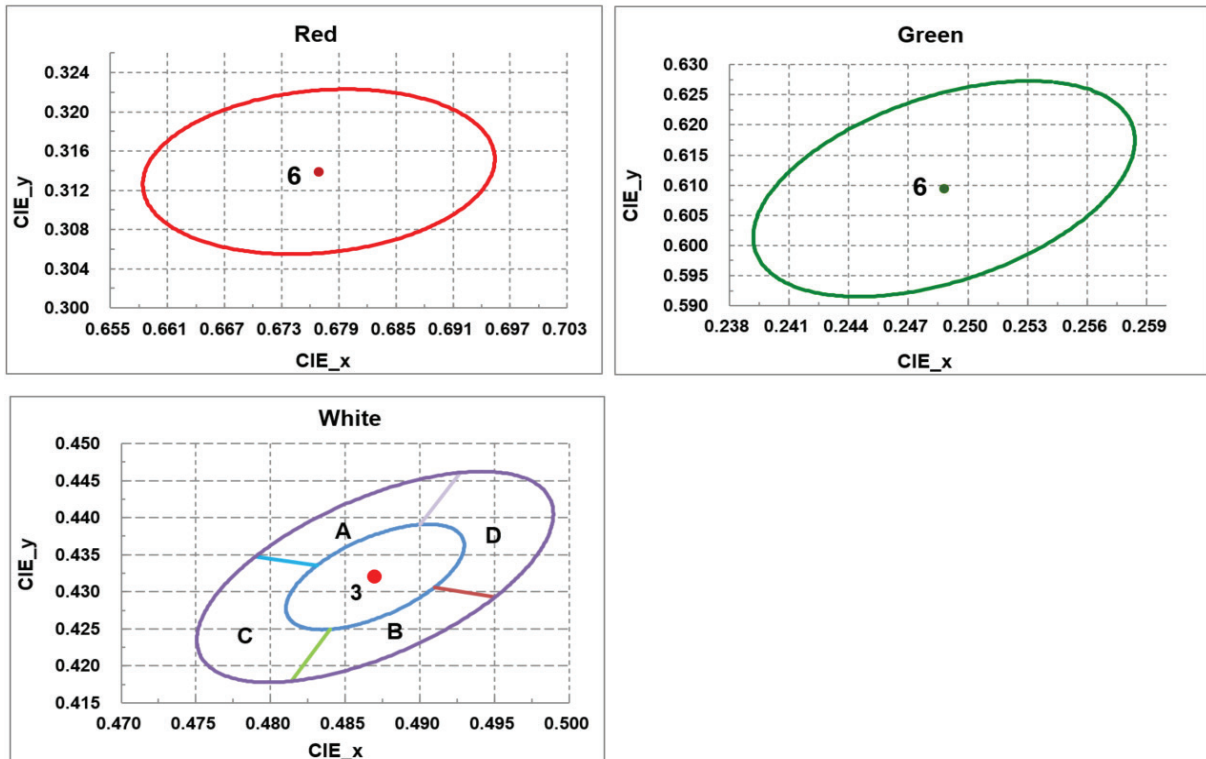 Red
0.324
0.320
0.316
0.312
0.308
0.304
0.300
CIE_y
6
0.655 0.661 0.667 0.673 0.679 0.685 0.691 0.697 0.703
CIE_x
Green
0.630
0.625
0.620
0.615
0.610
0.605
0.600
0.595
0.590
CIE_y
6
0.238 0.241 0.244 0.247 0.250 0.253 0.256 0.259
CIE_x
White
0.450
0.445
0.440
0.435
0.430
0.425
0.420
0.415
CIE_y
A
D
3
C
B
0.470 0.475 0.480 0.485 0.490 0.495 0.500
CIE_x